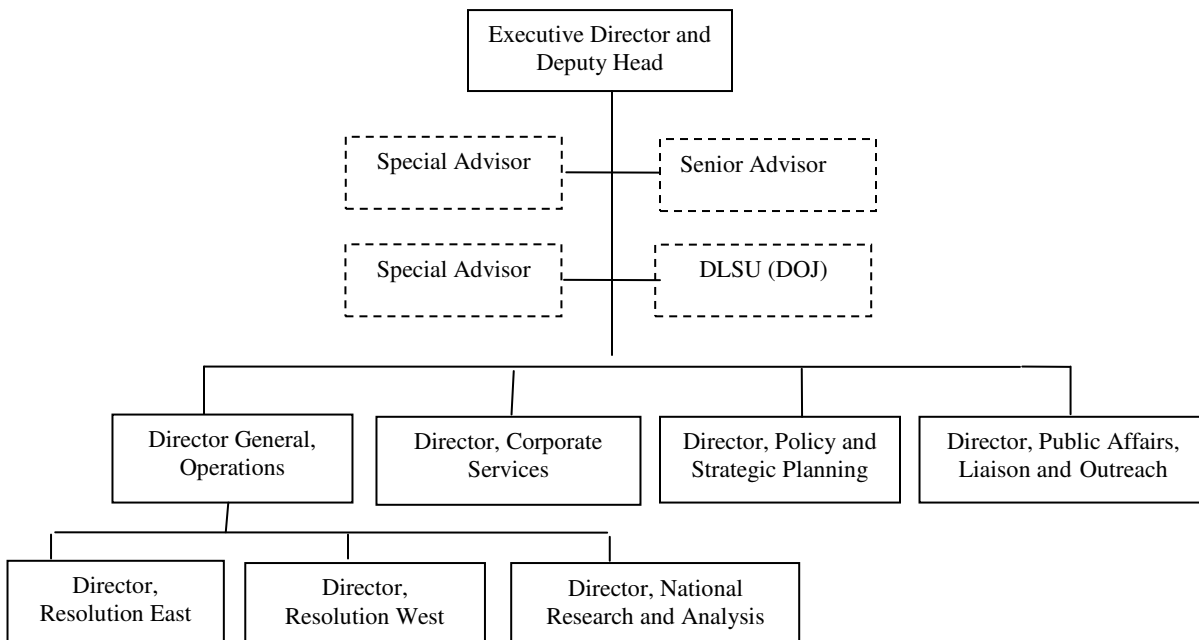 Executive Director and
Deputy Head
Special Advisor
Senior Advisor
Special Advisor
DLSU (DOJ)
Director General,
Operations
Director, Corporate
Services
Director, Policy and
Strategic Planning
Director, Public Affairs,
Liaison and Outreach
Director,
Resolution East
Director,
Resolution West
Director, National
Research and Analysis